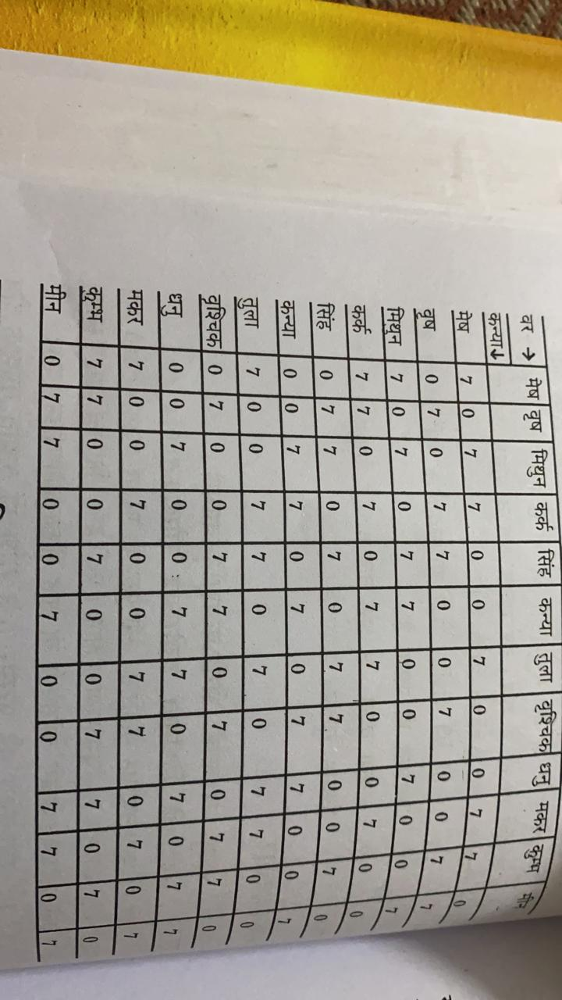 वर → मेष वृष मिथुन कर्क सिंह कन्या तुला वृश्चिक धनु मकर कुम्भ मीन
कन्या↓
मेष 7 0 7 7 0 0 7 0 0 7 7 0
वृष 0 7 0 7 7 0 0 7 0 0 7 7
मिथुन 7 0 7 0 7 7 0 0 7 0 0 7
कर्क 7 7 0 7 0 7 7 0 0 7 0 0
सिंह 0 7 7 0 7 0 7 7 0 0 7 0
कन्या 0 0 7 7 0 7 0 7 7 0 0 7
तुला 7 0 0 7 7 0 7 0 7 7 0 0
वृश्चिक 0 7 0 0 7 7 0 7 0 7 7 0
धनु 0 0 7 0 0 7 7 0 7 0 7 7
मकर 7 0 0 7 0 0 7 7 0 7 0 7
कुम्भ 7 7 0 0 7 0 0 7 7 0 7 0
मीन 0 7 7 0 0 7 0 0 7 7 0 7